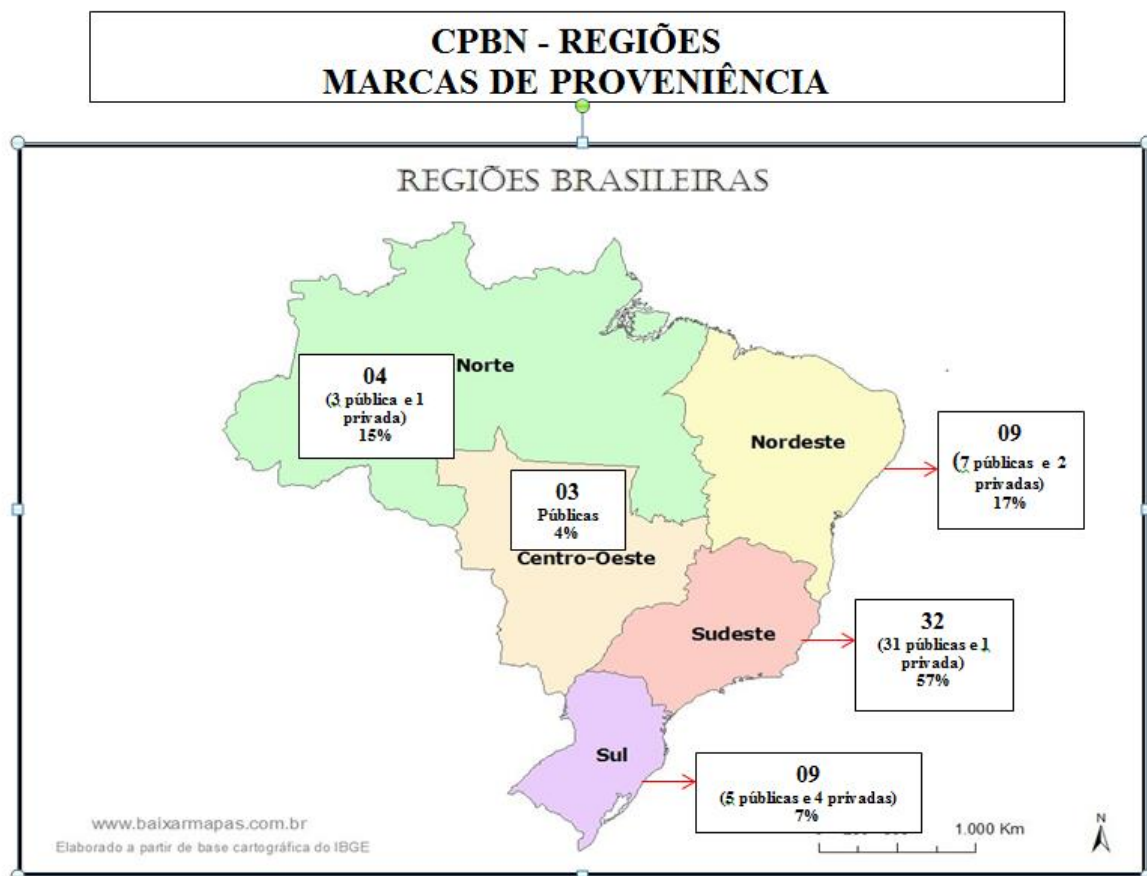 CPBN - REGIÕES
MARCAS DE PROVENIÊNCIA
REGIÕES BRASILEIRAS
Norte
04
(3 pública e 1
privada)
15%
Nordeste
09
(7 públicas e 2
privadas)
17%
03
Públicas
4%
Centro-Oeste
Sudeste
32
(31 públicas e 1
privada)
57%
Sul
09
(5 públicas e 4 privadas)
7%
www.baixarmapas.com.br
Elaborado a partir de base cartográfica do IBGE
1.000 Km
N